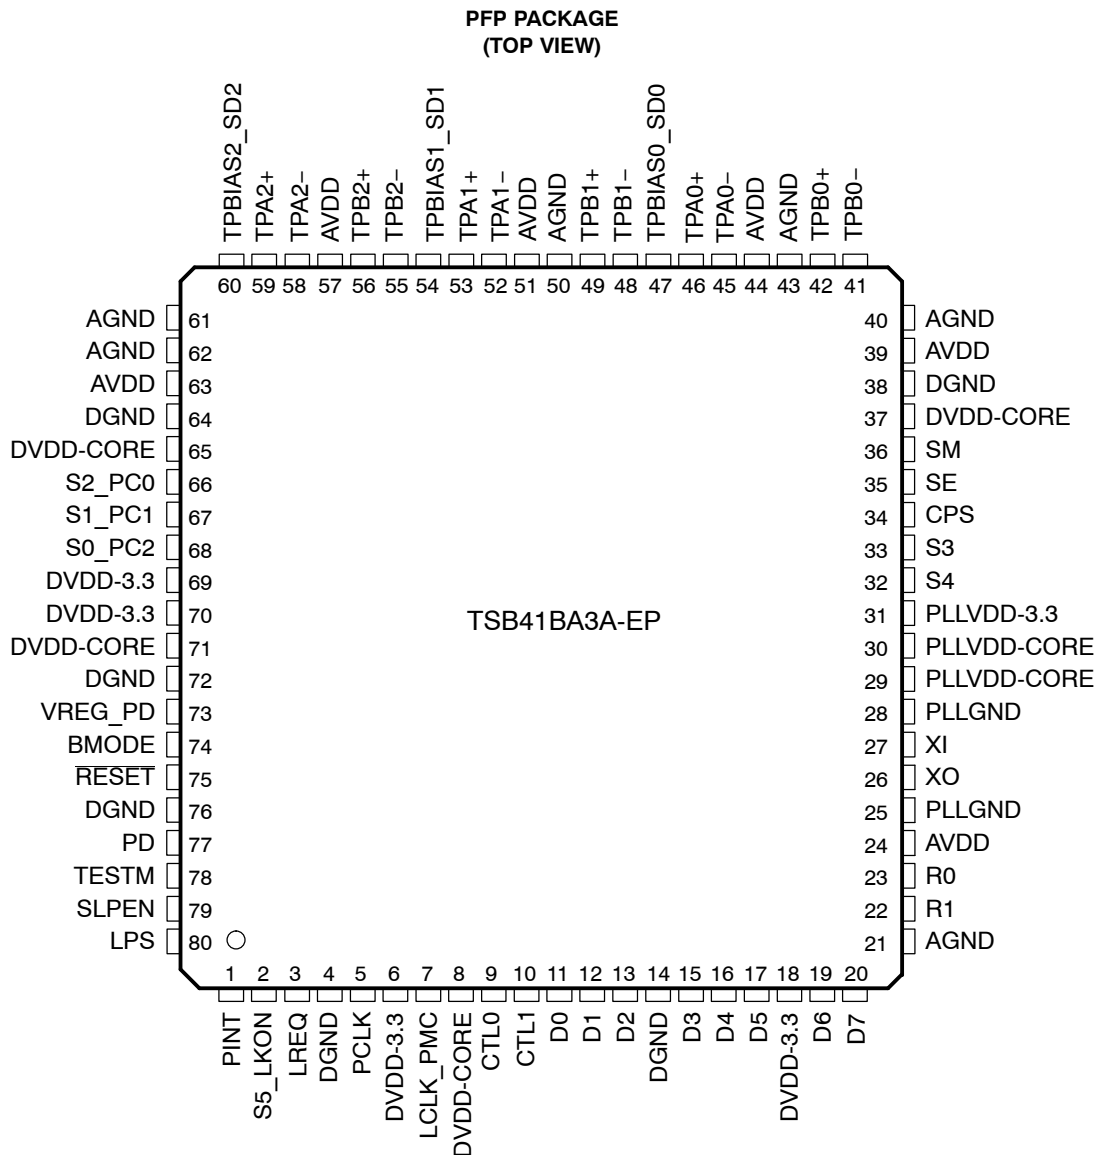 PFP PACKAGE
(TOP VIEW)
TPBIAS2_SD2
TPA2+
TPA2−
AVDD
TPB2+
TPB2−
TPBIAS1_SD1
TPA1+
TPA1−
AVDD
AGND
TPB1+
TPB1−
TPBIAS0_SD0
TPA0+
TPA0−
AVDD
AGND
TPB0+
TPB0−
60 59 58 57 56 55 54 53 52 51 50 49 48 47 46 45 44 43 42 41
AGND 61
AGND 62
AVDD 63
DGND 64
DVDD-CORE 65
S2_PC0 66
S1_PC1 67
S0_PC2 68
DVDD-3.3 69
DVDD-3.3 70
DVDD-CORE 71
DGND 72
VREG_PD 73
BMODE 74
RESET 75
DGND 76
PD 77
TESTM 78
SLPEN 79
LPS 80
TSB41BA3A-EP
40 AGND
39 AVDD
38 DGND
37 DVDD-CORE
36 SM
35 SE
34 CPS
33 S3
32 S4
31 PLLVDD-3.3
30 PLLVDD-CORE
29 PLLVDD-CORE
28 PLLGND
27 XI
26 XO
25 PLLGND
24 AVDD
23 R0
22 R1
21 AGND
1 2 3 4 5 6 7 8 9 10 11 12 13 14 15 16 17 18 19 20
PINT
S5_LKON
LREQ
DGND
PCLK
DVDD-3.3
LCLK_PMC
DVDD-CORE
CTL0
CTL1
D0
D1
D2
DGND
D3
D4
D5
DVDD-3.3
D6
D7